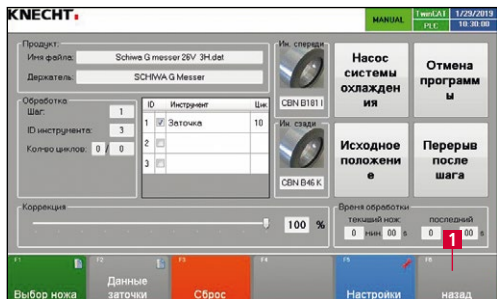 KNECHT.
MANUAL
TwinCAT
1/29/2019
PLC
10:30:00
Продукт:
Имя файла:
Schwa G messer 26V 3H.dat
Держатель:
SCHIWA G Messer
Обработка
Шаг:
1
ID инструмента:
3
Кол-во циклов:
0 / 0
ID
Инструмент
Цик
1
Заточка
10
2
3
Ин. спереди
CBN B181 I
Ин. сзади
CBN B46 K
Насос
системы
охлажден
ия
Отмена
программ
ы
Исходное
положени
е
Перерыв
после
шага
Коррекция
100 %
Время обработки
текущий нож:
последний
0 мин 00 s
0
00 s
1
F1
Выбор ножа
F2
Данные
заточки
F3
Сброс
F4
F5
Настройки
назад